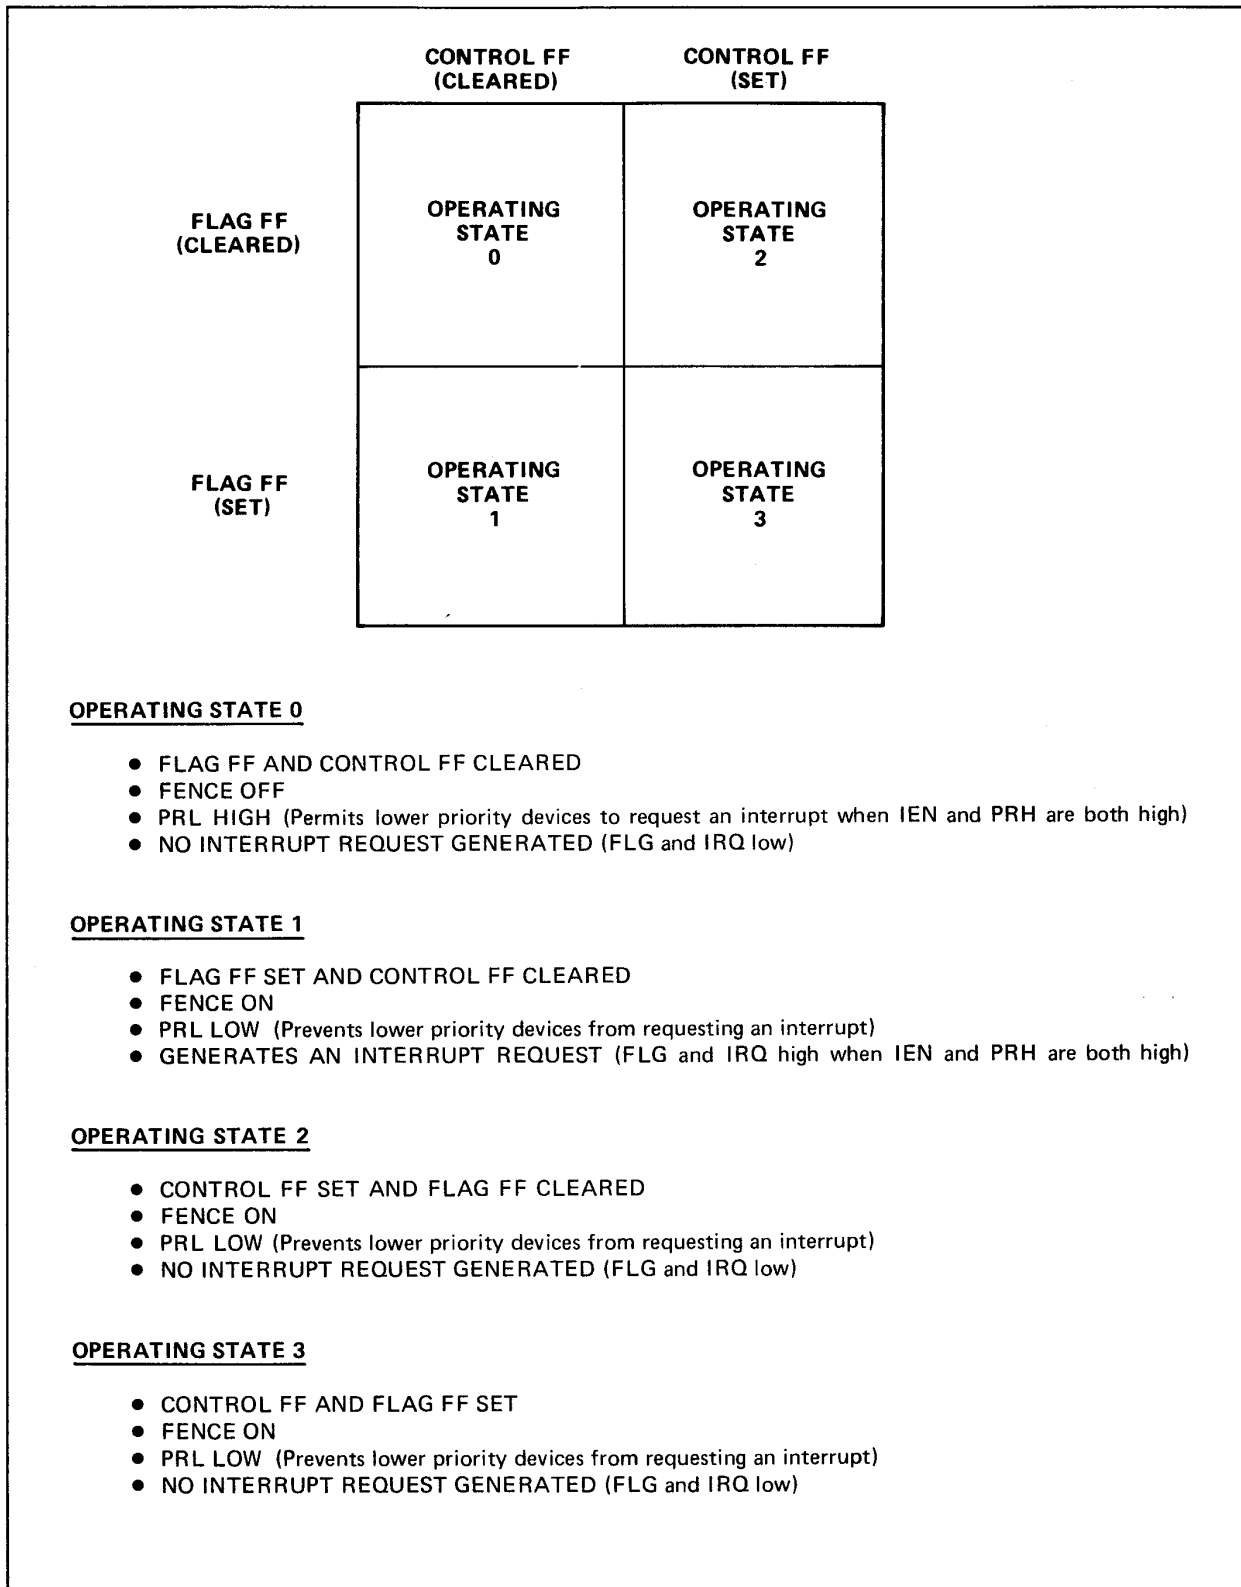 CONTROL FF CONTROL FF
(CLEARED) (SET)
FLAG FF
(CLEARED)
OPERATING
STATE
0
OPERATING
STATE
2
FLAG FF
(SET)
OPERATING
STATE
1
OPERATING
STATE
3
OPERATING STATE 0
● FLAG FF AND CONTROL FF CLEARED
● FENCE OFF
● PRL HIGH (Permits lower priority devices to request an interrupt when IEN and PRH are both high)
● NO INTERRUPT REQUEST GENERATED (FLG and IRQ low)
OPERATING STATE 1
● FLAG FF SET AND CONTROL FF CLEARED
● FENCE ON
● PRL LOW (Prevents lower priority devices from requesting an interrupt)
● GENERATES AN INTERRUPT REQUEST (FLG and IRQ high when IEN and PRH are both high)
OPERATING STATE 2
● CONTROL FF SET AND FLAG FF CLEARED
● FENCE ON
● PRL LOW (Prevents lower priority devices from requesting an interrupt)
● NO INTERRUPT REQUEST GENERATED (FLG and IRQ low)
OPERATING STATE 3
● CONTROL FF AND FLAG FF SET
● FENCE ON
● PRL LOW (Prevents lower priority devices from requesting an interrupt)
● NO INTERRUPT REQUEST GENERATED (FLG and IRQ low)